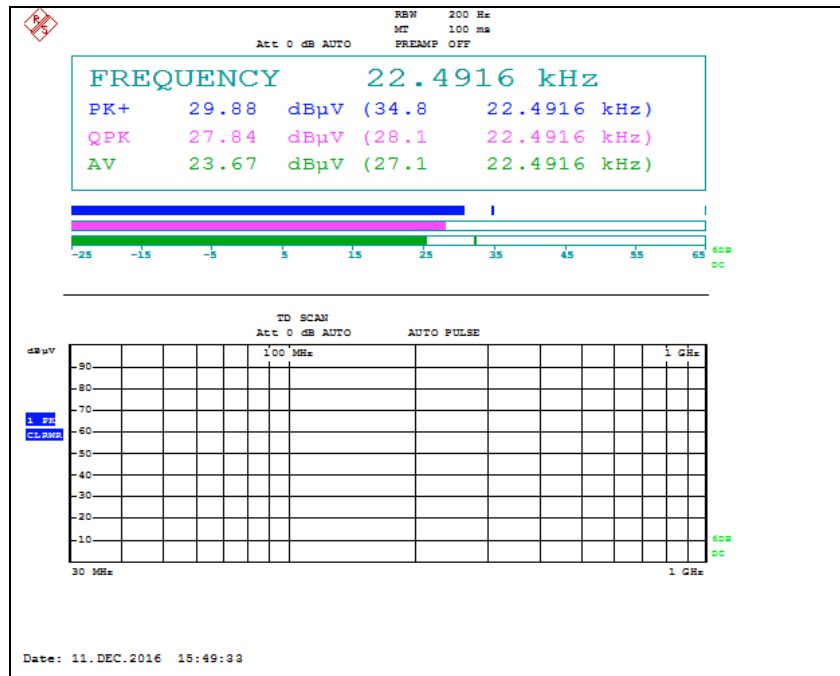 R
S
RBW 200 Hz
MT 100 ms
Att 0 dB AUTO PREAMP OFF
FREQUENCY 22.4916 kHz
PK+ 29.88 dBµV (34.8 22.4916 kHz)
QPK 27.84 dBµV (28.1 22.4916 kHz)
AV 23.67 dBµV (27.1 22.4916 kHz)
-25 -15 -5 5 15 25 35 45 55 65
6DB
DC
TD SCAN
Att 0 dB AUTO AUTO PULSE
dBµV
100 MHz 1 GHz
90
80
70
1 PK
CLRWR
60
50
40
30
20
10
6DB
DC
30 MHz 1 GHz
Date: 11.DEC.2016 15:49:33